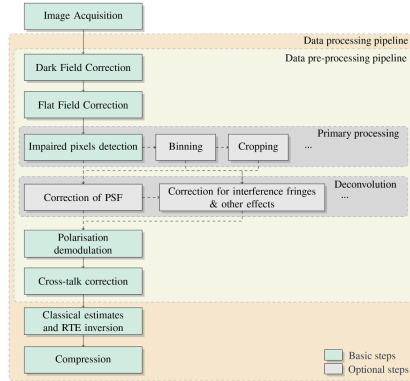 Image Acquisition
Data processing pipeline
Data pre-processing pipeline
Dark Field Correction
Flat Field Correction
Primary processing
Impaired pixels detection
Binning
Cropping
...
Deconvolution
Correction of PSF
Correction for interference fringes
& other effects
...
Polarisation
demodulation
Cross-talk correction
Classical estimates
and RTE inversion
Compression
Basic steps
Optional steps